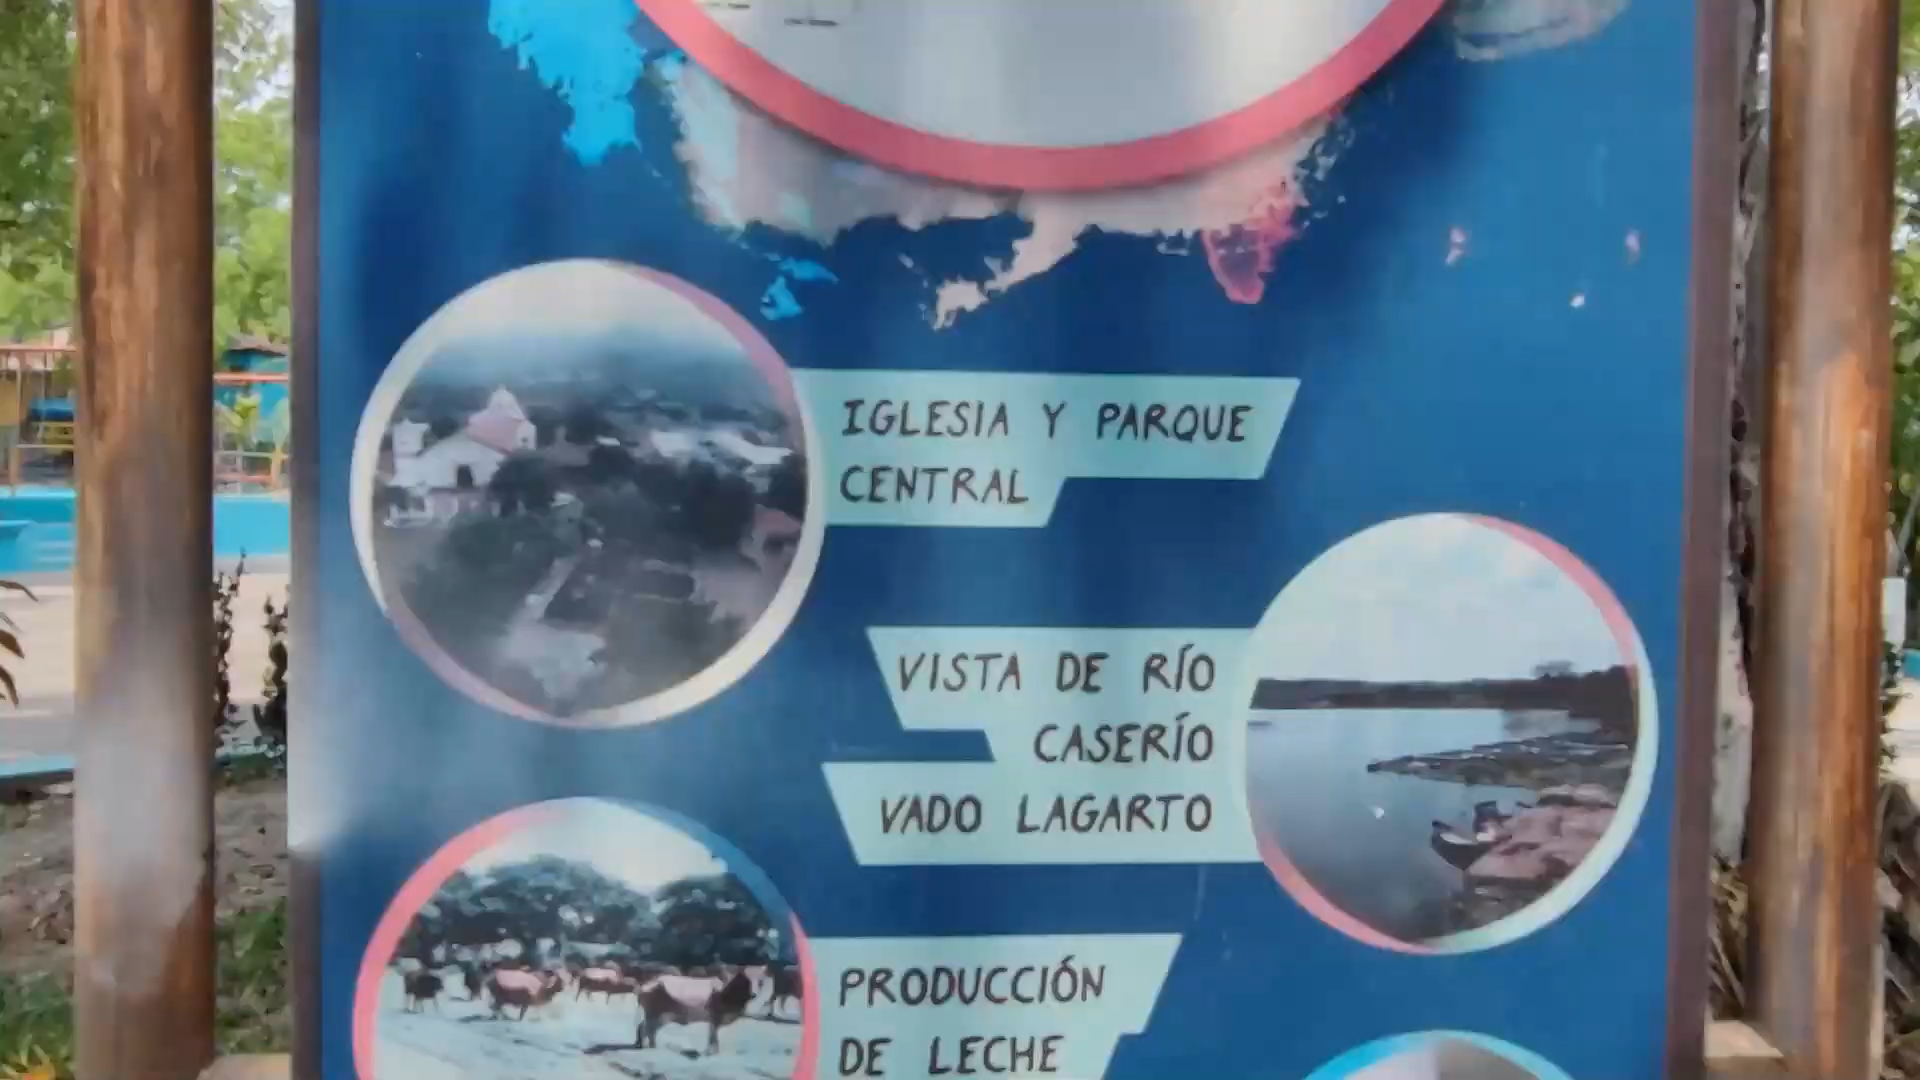 IGLESIA Y PARQUE
CENTRAL
VISTA DE RÍO
CASERÍO
VADO LAGARTO
PRODUCCIÓN
DE LECHE